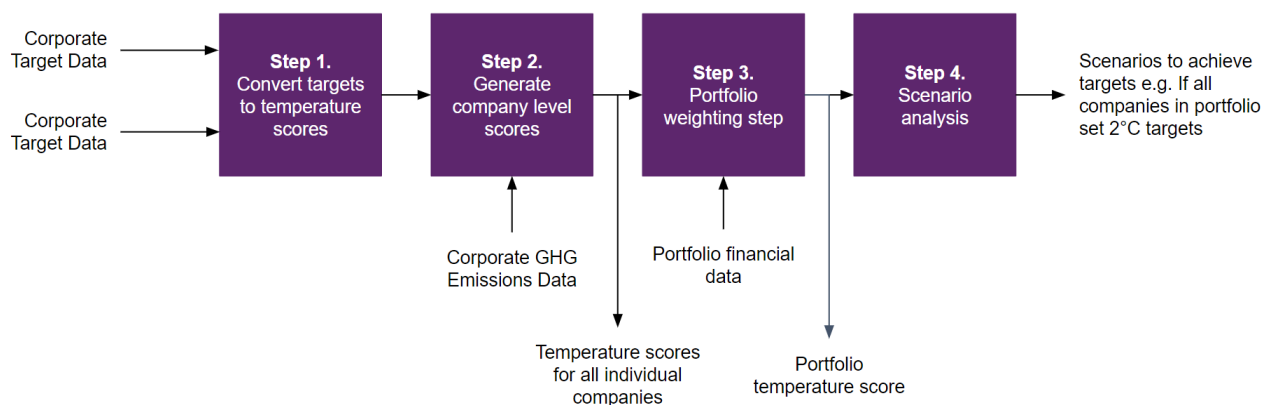 Corporate
Target Data
Corporate
Target Data
Step 1.
Convert targets
to temperature
scores
Step 2.
Generate
company level
scores
Step 3.
Portfolio
weighting step
Step 4.
Scenario
analysis
Scenarios to achieve
targets e.g. If all
companies in portfolio
set 2°C targets
Corporate GHG
Emissions Data
Portfolio financial
data
Temperature scores
for all individual
companies
Portfolio
temperature score